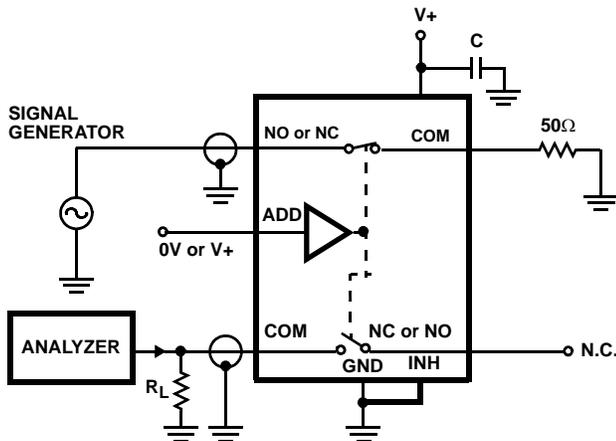 V+
C
SIGNAL
GENERATOR
NO or NC
COM
50Ω
ADD
0V or V+
COM
NC or NO
ANALYZER
GND
INH
N.C.
RL